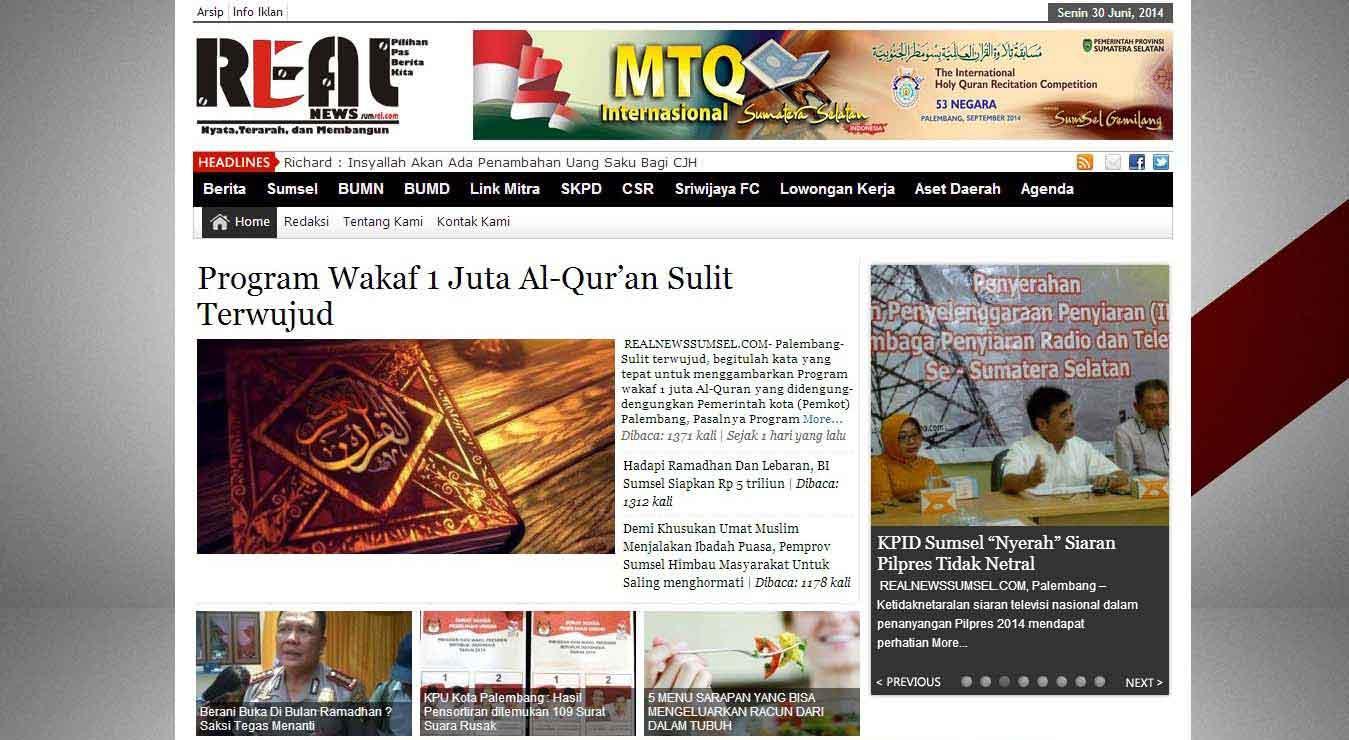 Arsip Info Iklan
Senin 30 Juni, 2014
REAL
Pilihan
Pas
Berita
Kita
NEWS sumsel.com
Nyata,Terarah, dan Membangun
MTQ
Internasional Sumatera Selatan
INDONESIA
The International
Holy Quran Recitation Competition
53 NEGARA
PALEMBANG, SEPTEMBER 2014
PEMERINTAH PROVINSI
SUMATERA SELATAN
SumSel Gemilang
HEADLINES Richard : Insyallah Akan Ada Penambahan Uang Saku Bagi CJH
Berita Sumsel BUMN BUMD Link Mitra SKPD CSR Sriwijaya FC Lowongan Kerja Aset Daerah Agenda
Home Redaksi Tentang Kami Kontak Kami
Program Wakaf 1 Juta Al-Qur’an Sulit
Terwujud
REALNEWSSUMSEL.COM- Palembang-
Sulit terwujud, begitulah kata yang
tepat untuk menggambarkan Program
wakaf 1 juta Al-Quran yang didengung-
dengungkan Pemerintah kota (Pemkot)
Palembang, Pasalnya Program More...
Dibaca: 1371 kali | Sejak 1 hari yang lalu
Hadapi Ramadhan Dan Lebaran, BI
Sumsel Siapkan Rp 5 triliun | Dibaca:
1312 kali
Demi Khusukan Umat Muslim
Menjalakan Ibadah Puasa, Pemprov
Sumsel Himbau Masyarakat Untuk
Saling menghormati | Dibaca: 1178 kali
Penyerahan
n Penyelenggaraan Penyiaran (I
mbaga Penyiaran Radio dan Tele
Se - Sumatera Selatan
KPID Sumsel “Nyerah” Siaran
Pilpres Tidak Netral
REALNEWSSUMSEL.COM, Palembang –
Ketidaknetaralan siaran televisi nasional dalam
penanyangan Pilpres 2014 mendapat
perhatian More...
< PREVIOUS NEXT >
Berani Buka Di Bulan Ramadhan ?
Saksi Tegas Menanti
1 2 1 2
KPU Kota Palembang : Hasil
Pensortiran ditemukan 109 Surat
Suara Rusak
5 MENU SARAPAN YANG BISA
MENGELUARKAN RACUN DARI
DALAM TUBUH